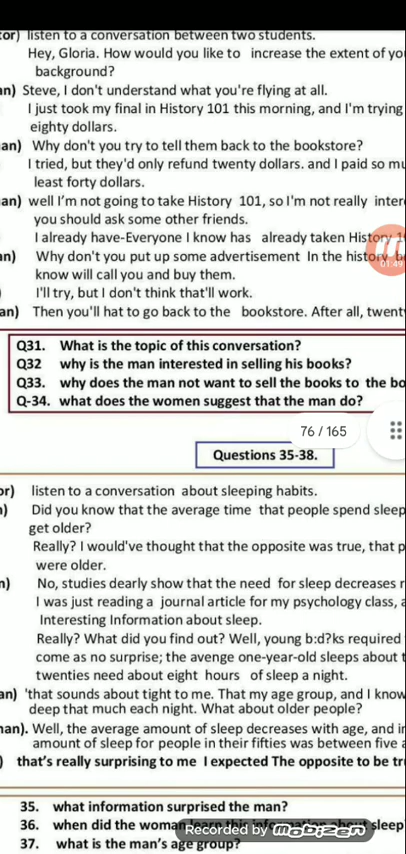 tor) listen to a conversation between two students.
Hey, Gloria. How would you like to increase the extent of yo
background?
an) Steve, I don't understand what you're flying at all.
I just took my final in History 101 this morning, and I'm trying
eighty dollars.
an) Why don't you try to tell them back to the bookstore?
I tried, but they'd only refund twenty dollars. and I paid so mu
least forty dollars.
an) well I'm not going to take History 101, so I'm not really inter
you should ask some other friends.
I already have-Everyone I know has already taken History 1
n) Why don't you put up some advertisement In the history b
01:49
know will call you and buy them.
I'll try, but I don't think that'll work.
an) Then you'll hat to go back to the bookstore. After all, twent
Q31. What is the topic of this conversation?
Q32 why is the man interested in selling his books?
Q33. why does the man not want to sell the books to the bo
Q-34. what does the women suggest that the man do?
76 / 165
Questions 35-38.
or) listen to a conversation about sleeping habits.
) Did you know that the average time that people spend sleep
get older?
Really? I would've thought that the opposite was true, that p
were older.
n) No, studies dearly show that the need for sleep decreases r
I was just reading a journal article for my psychology class, a
Interesting Information about sleep.
Really? What did you find out? Well, young b:d?ks required
come as no surprise; the avenge one-year-old sleeps about t
twenties need about eight hours of sleep a night.
an) 'that sounds about tight to me. That my age group, and I know
deep that much each night. What about older people?
nan). Well, the average amount of sleep decreases with age, and ir
amount of sleep for people in their fifties was between five a
) that's really surprising to me I expected The opposite to be tr
35. what information surprised the man?
36. when did the woman learn this information about sleep
Recorded by mobizen
37. what is the man's age group?